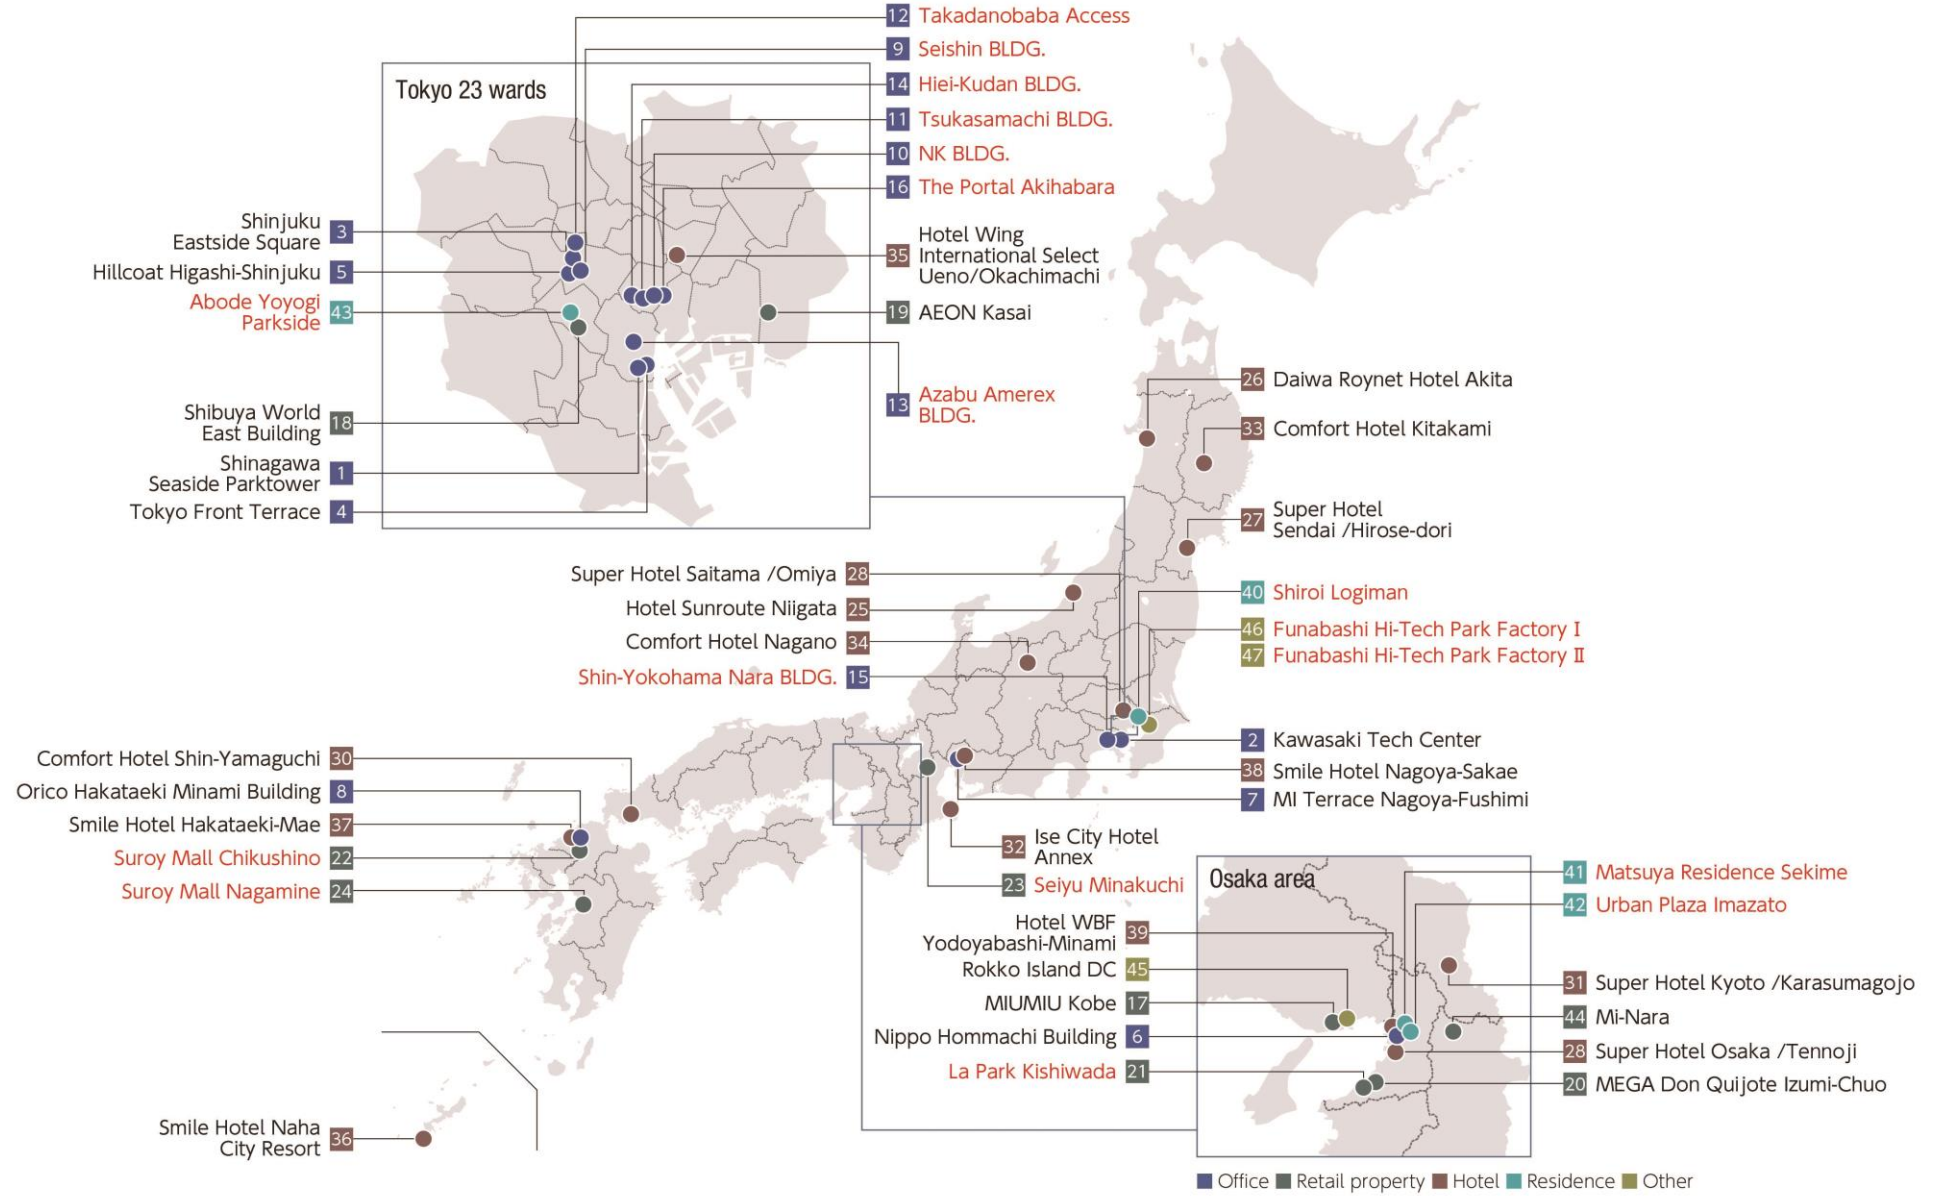 12 Takadanobaba Access
9 Seishin BLDG.
Tokyo 23 wards
14 Hiei-Kudan BLDG.
11 Tsukasamachi BLDG.
10 NK BLDG.
16 The Portal Akihabara
Shinjuku
Eastside Square 3
Hotel Wing
35 International Select
Ueno/Okachimachi
Hillcoat Higashi-Shinjuku 5
Abode Yoyogi
Parkside 43
19 AEON Kasai
26 Daiwa Roynet Hotel Akita
13 Azabu Amerex
BLDG.
Shibuya World
East Building 18
33 Comfort Hotel Kitakami
Shinagawa
Seaside Parktower 1
Tokyo Front Terrace 4
27 Super Hotel
Sendai /Hirose-dori
Super Hotel Saitama /Omiya 28
40 Shiroi Logiman
Hotel Sunroute Niigata 25
46 Funabashi Hi-Tech Park Factory I
Comfort Hotel Nagano 34
47 Funabashi Hi-Tech Park Factory II
Shin-Yokohama Nara BLDG. 15
2 Kawasaki Tech Center
Comfort Hotel Shin-Yamaguchi 30
38 Smile Hotel Nagoya-Sakae
Orico Hakataeki Minami Building 8
7 MI Terrace Nagoya-Fushimi
Smile Hotel Hakataeki-Mae 37
32 Ise City Hotel
Annex
Suroy Mall Chikushino 22
Suroy Mall Nagamine 24
23 Seiyu Minakuchi
Osaka area
41 Matsuya Residence Sekime
42 Urban Plaza Imazato
Hotel WBF
Yodoyabashi-Minami 39
Rokko Island DC 45
31 Super Hotel Kyoto /Karasumagojo
MIUMIU Kobe 17
44 Mi-Nara
Nippo Hommachi Building 6
28 Super Hotel Osaka /Tennoji
La Park Kishiwada 21
20 MEGA Don Quijote Izumi-Chuo
Smile Hotel Naha
City Resort 36
Office Retail property Hotel Residence Other